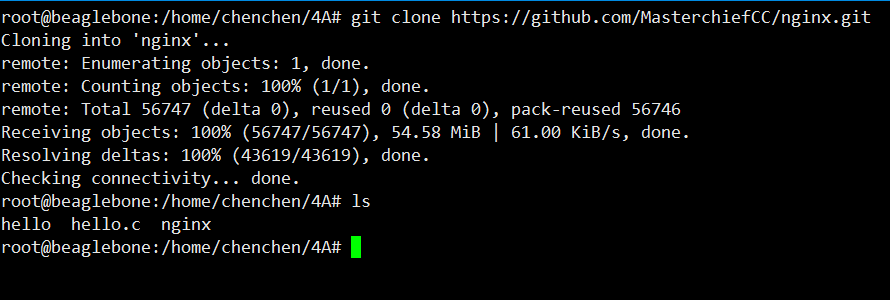 root@beaglebone:/home/chenchen/4A# git clone https://github.com/MasterchiefCC/nginx.git
Cloning into 'nginx'...
remote: Enumerating objects: 1, done.
remote: Counting objects: 100% (1/1), done.
remote: Total 56747 (delta 0), reused 0 (delta 0), pack-reused 56746
Receiving objects: 100% (56747/56747), 54.58 MiB | 61.00 KiB/s, done.
Resolving deltas: 100% (43619/43619), done.
Checking connectivity... done.
root@beaglebone:/home/chenchen/4A# ls
hello  hello.c  nginx
root@beaglebone:/home/chenchen/4A#